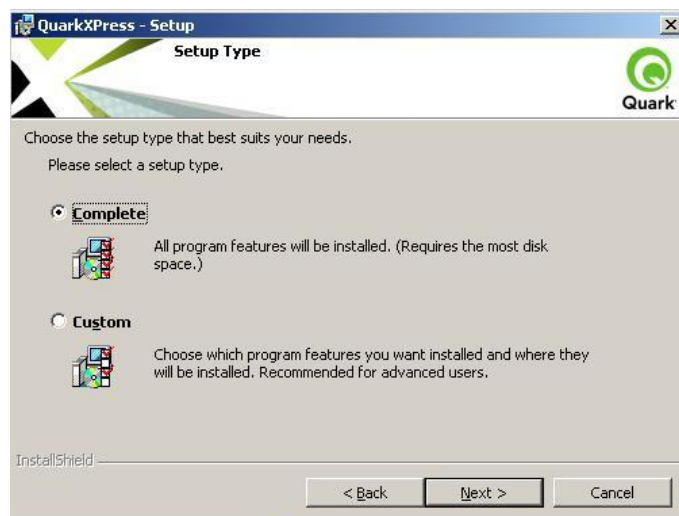 QuarkXPress - Setup
Setup Type
Quark
Choose the setup type that best suits your needs.
Please select a setup type.
Complete
All program features will be installed. (Requires the most disk
space.)
Custom
Choose which program features you want installed and where they
will be installed. Recommended for advanced users.
InstallShield
< Back Next > Cancel